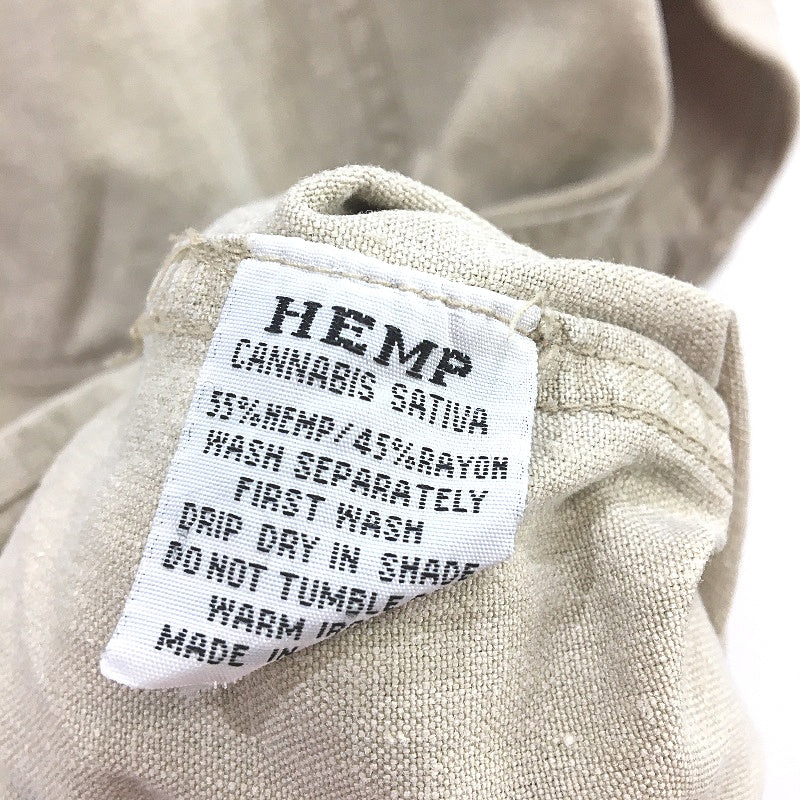 HEMP
CANNABIS SATIVA
55%HEMP/45%RAYON
WASH SEPARATELY
FIRST WASH
DRIP DRY IN SHADE
DO NOT TUMBLE
WARM
MADE IN